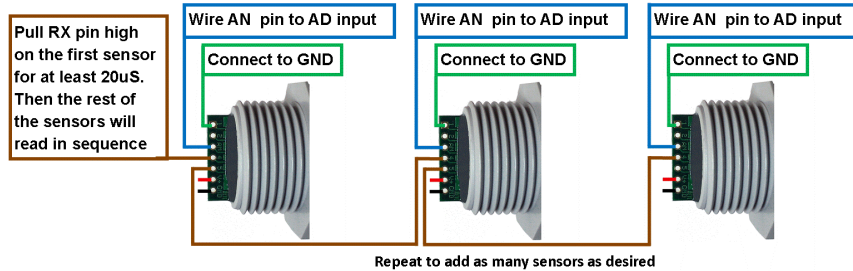 Pull RX pin high
on the first sensor
for at least 20uS.
Then the rest of
the sensors will
read in sequence
Wire AN pin to AD input
Connect to GND
Wire AN pin to AD input
Connect to GND
Wire AN pin to AD input
Connect to GND
Repeat to add as many sensors as desired